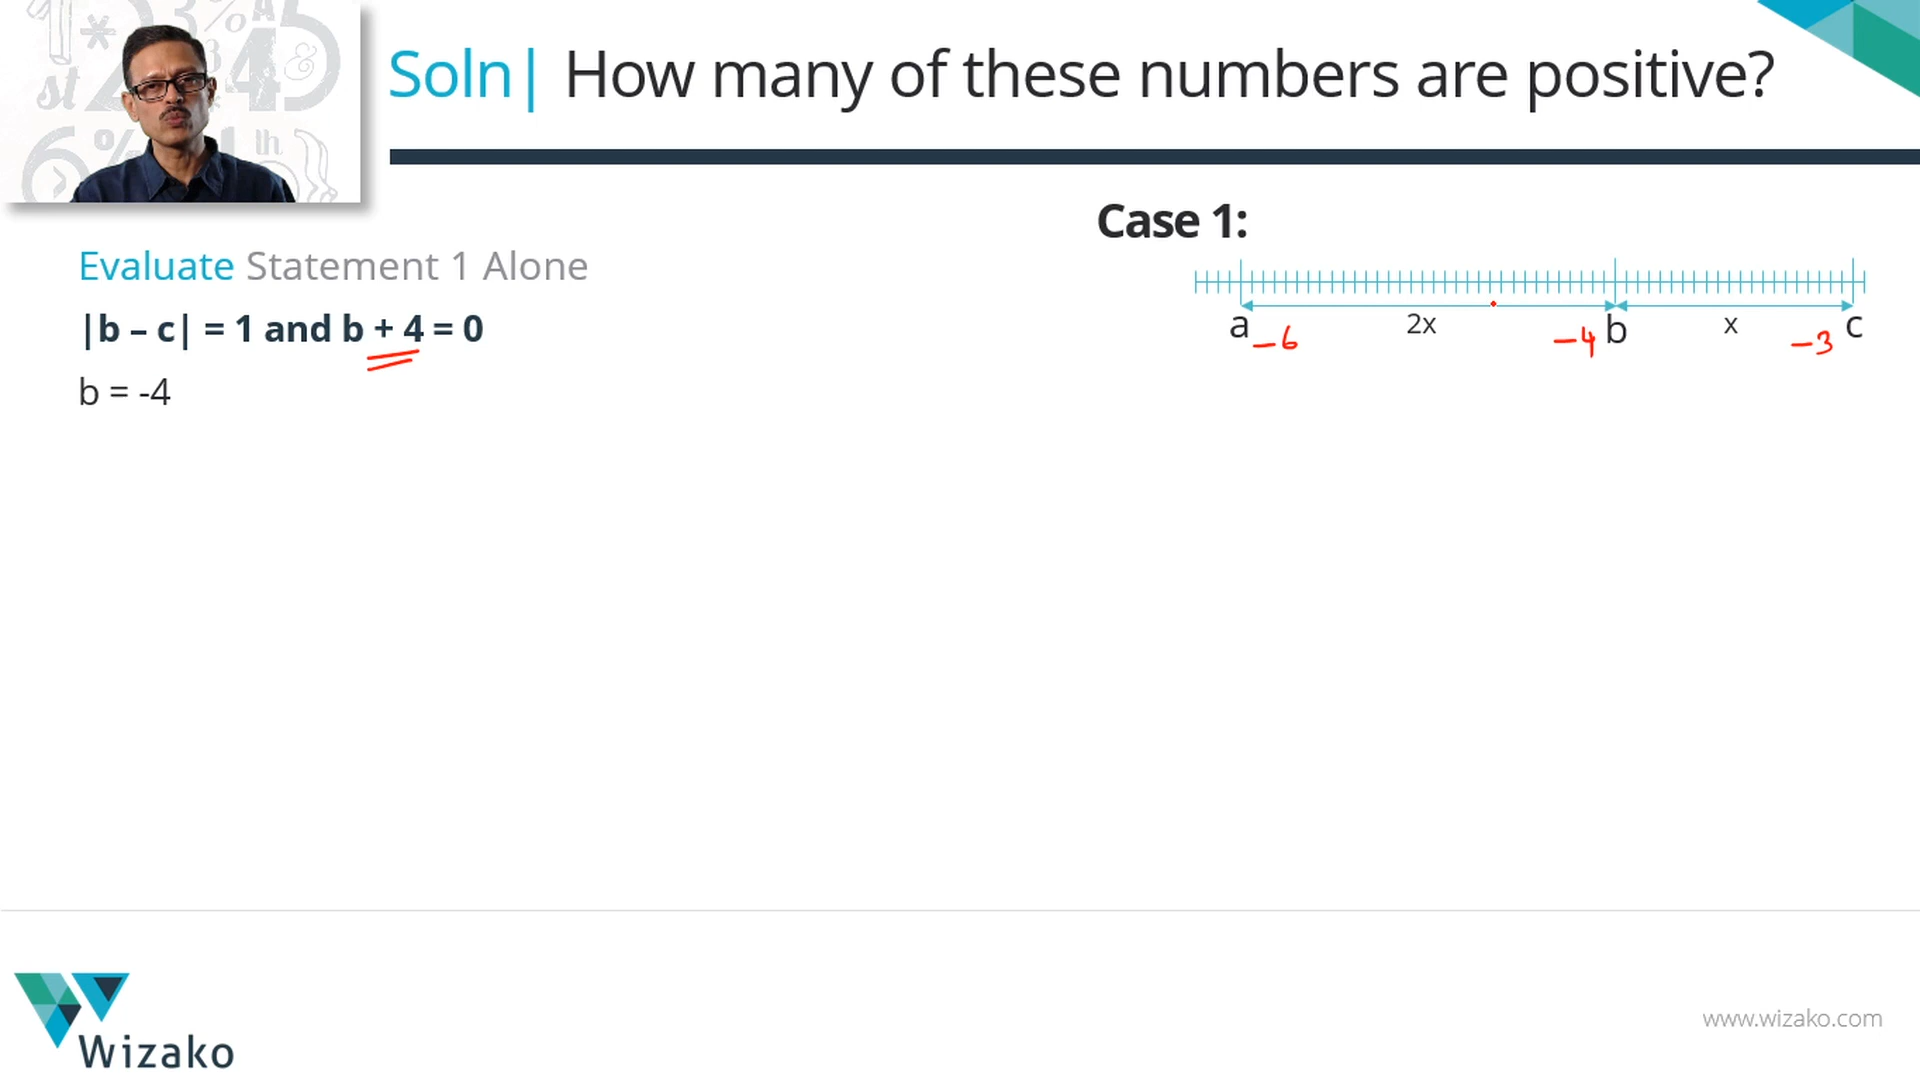 Soln| How many of these numbers are positive?
Case 1:
Evaluate Statement 1 Alone
|b – c| = 1 and b + 4 = 0
a -6 2x -4 b x -3 c
b = -4
Wizako
www.wizako.com